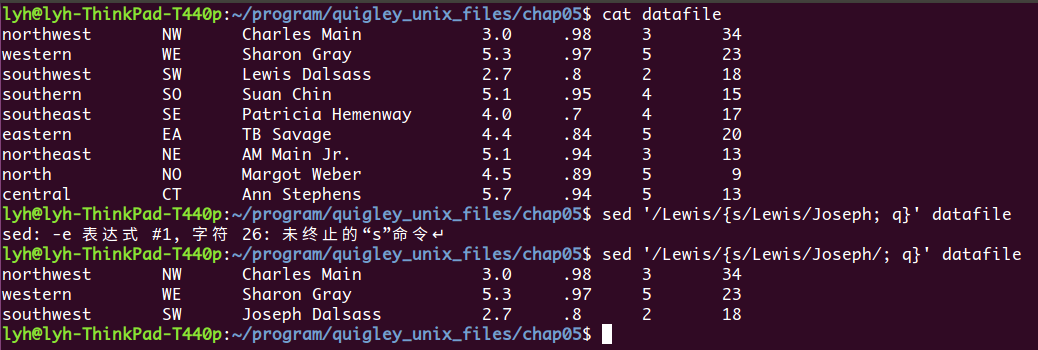 lyh@lyh-ThinkPad-T440p:~/program/quigley_unix_files/chap05$ cat datafile
northwest       NW      Charles Main            3.0     .98     3       34
western         WE      Sharon Gray             5.3     .97     5       23
southwest       SW      Lewis Dalsass           2.7     .8      2       18
southern        SO      Suan Chin               5.1     .95     4       15
southeast       SE      Patricia Hemenway       4.0     .7      4       17
eastern         EA      TB Savage               4.4     .84     5       20
northeast       NE      AM Main Jr.             5.1     .94     3       13
north           NO      Margot Weber            4.5     .89     5        9
central         CT      Ann Stephens            5.7     .94     5       13
lyh@lyh-ThinkPad-T440p:~/program/quigley_unix_files/chap05$ sed '/Lewis/{s/Lewis/Joseph; q}' datafile
sed: -e 表达式 #1, 字符 26: 未终止的“s”命令↵
lyh@lyh-ThinkPad-T440p:~/program/quigley_unix_files/chap05$ sed '/Lewis/{s/Lewis/Joseph/; q}' datafile
northwest       NW      Charles Main            3.0     .98     3       34
western         WE      Sharon Gray             5.3     .97     5       23
southwest       SW      Joseph Dalsass          2.7     .8      2       18
lyh@lyh-ThinkPad-T440p:~/program/quigley_unix_files/chap05$